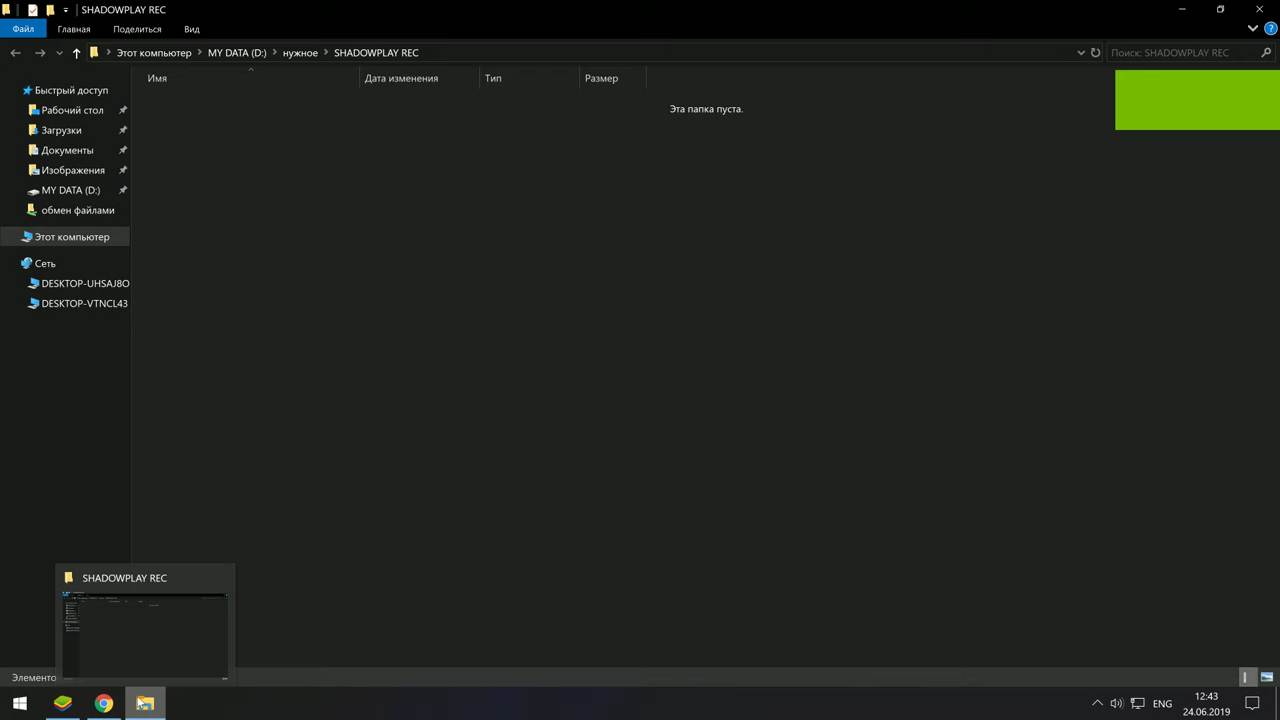 SHADOWPLAY REC
Файл Главная Поделиться Вид
Этот компьютер MY DATA (D:) нужное SHADOWPLAY REC Поиск: SHADOWPLAY REC
Имя Дата изменения Тип Размер
Эта папка пуста.
Быстрый доступ
Рабочий стол
Загрузки
Документы
Изображения
MY DATA (D:)
обмен файлами
Этот компьютер
Сеть
DESKTOP-UHSAJ8O
DESKTOP-VTNCL43
SHADOWPLAY REC
Элементо
ENG
12:43
24.06.2019